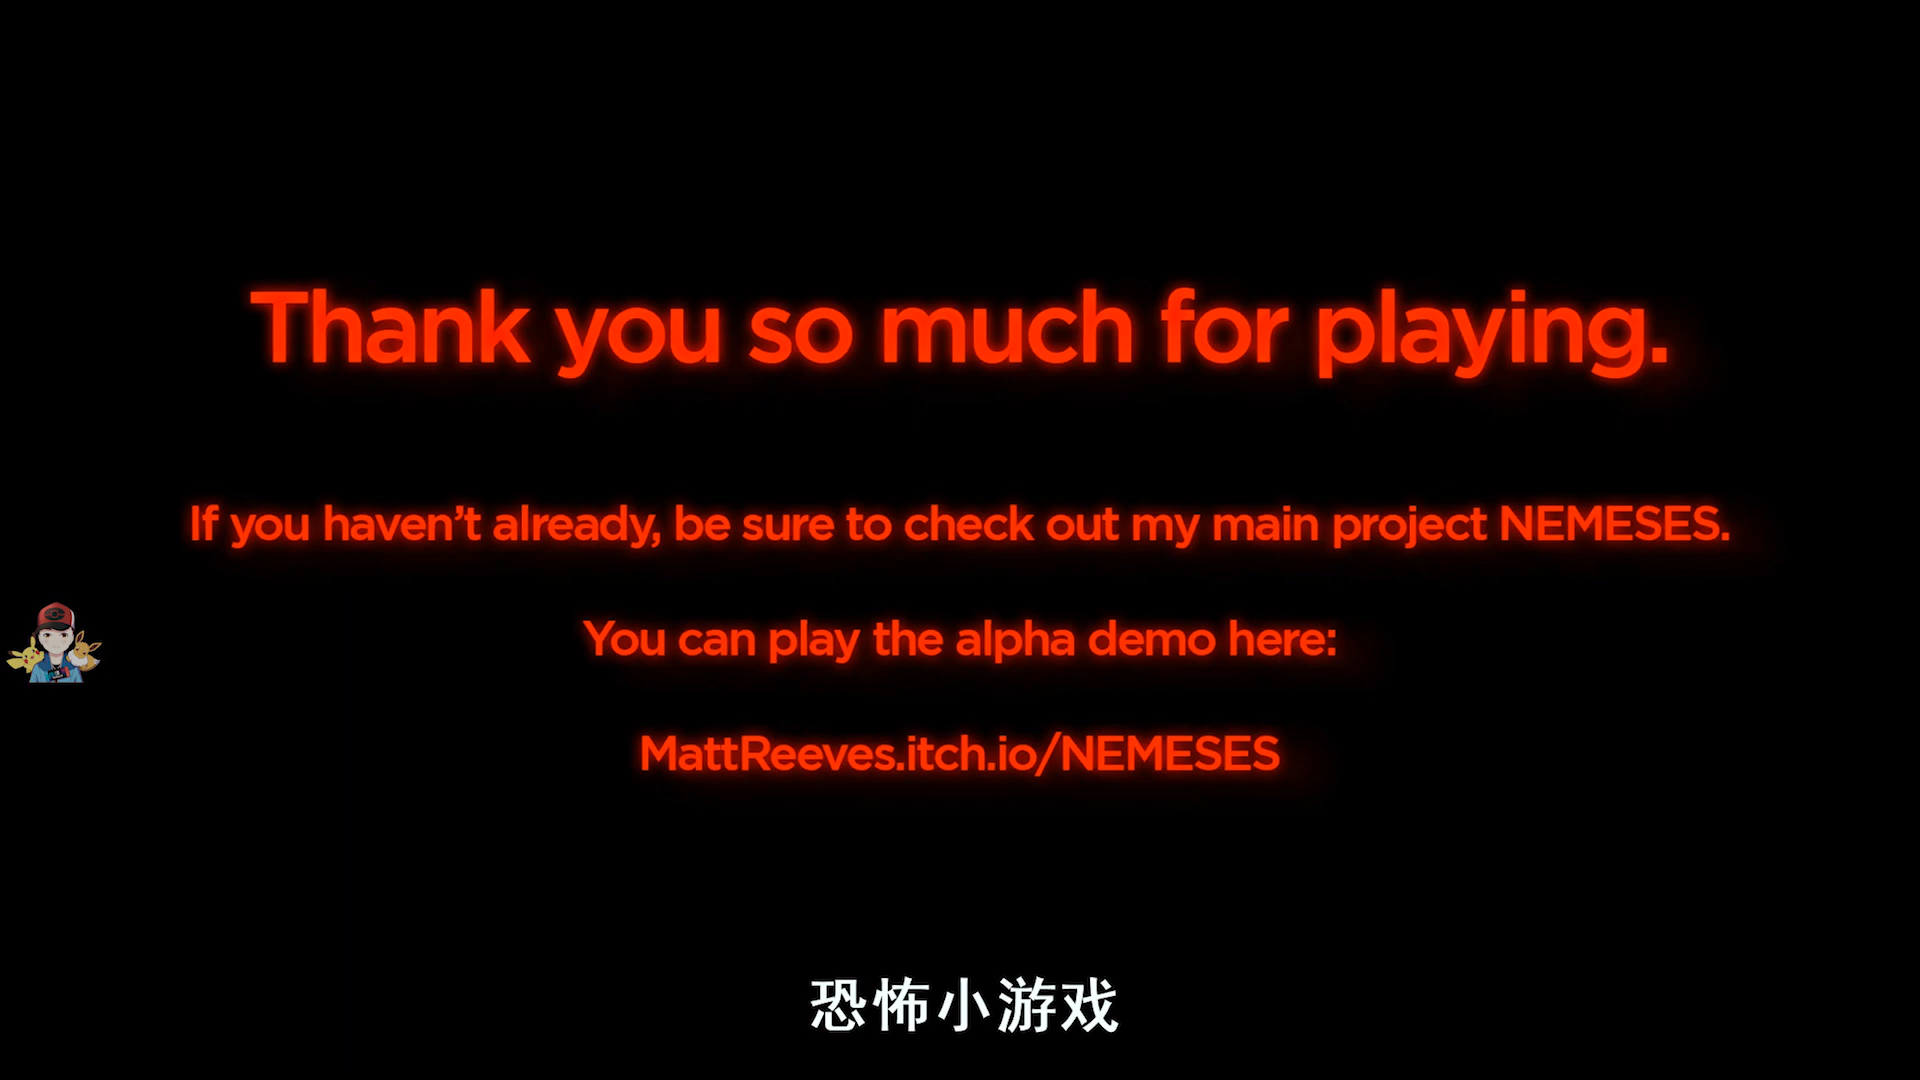 Thank you so much for playing.
If you haven’t already, be sure to check out my main project NEMESES.
You can play the alpha demo here:
MattReeves.itch.io/NEMESES
恐怖小游戏